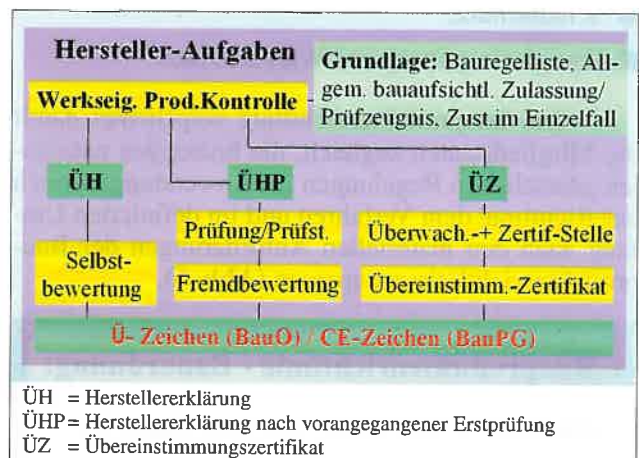 Hersteller-Aufgaben
Grundlage: Bauregelliste, All-
gem. bauaufsichtl. Zulassung/
Prüfzeugnis, Zust.im Einzelfall
Werkseig. Prod.Kontrolle
ÜH
ÜHP
ÜZ
Selbst-
bewertung
Prüfung/Prüfst.
Fremdbewertung
Überwach.-+ Zertif-Stelle
Übereinstimm.-Zertifikat
Ü- Zeichen (BauO) / CE-Zeichen (BauPG)
ÜH = Herstellererklärung
ÜHP = Herstellererklärung nach vorangegangener Erstprüfung
ÜZ = Übereinstimmungszertifikat